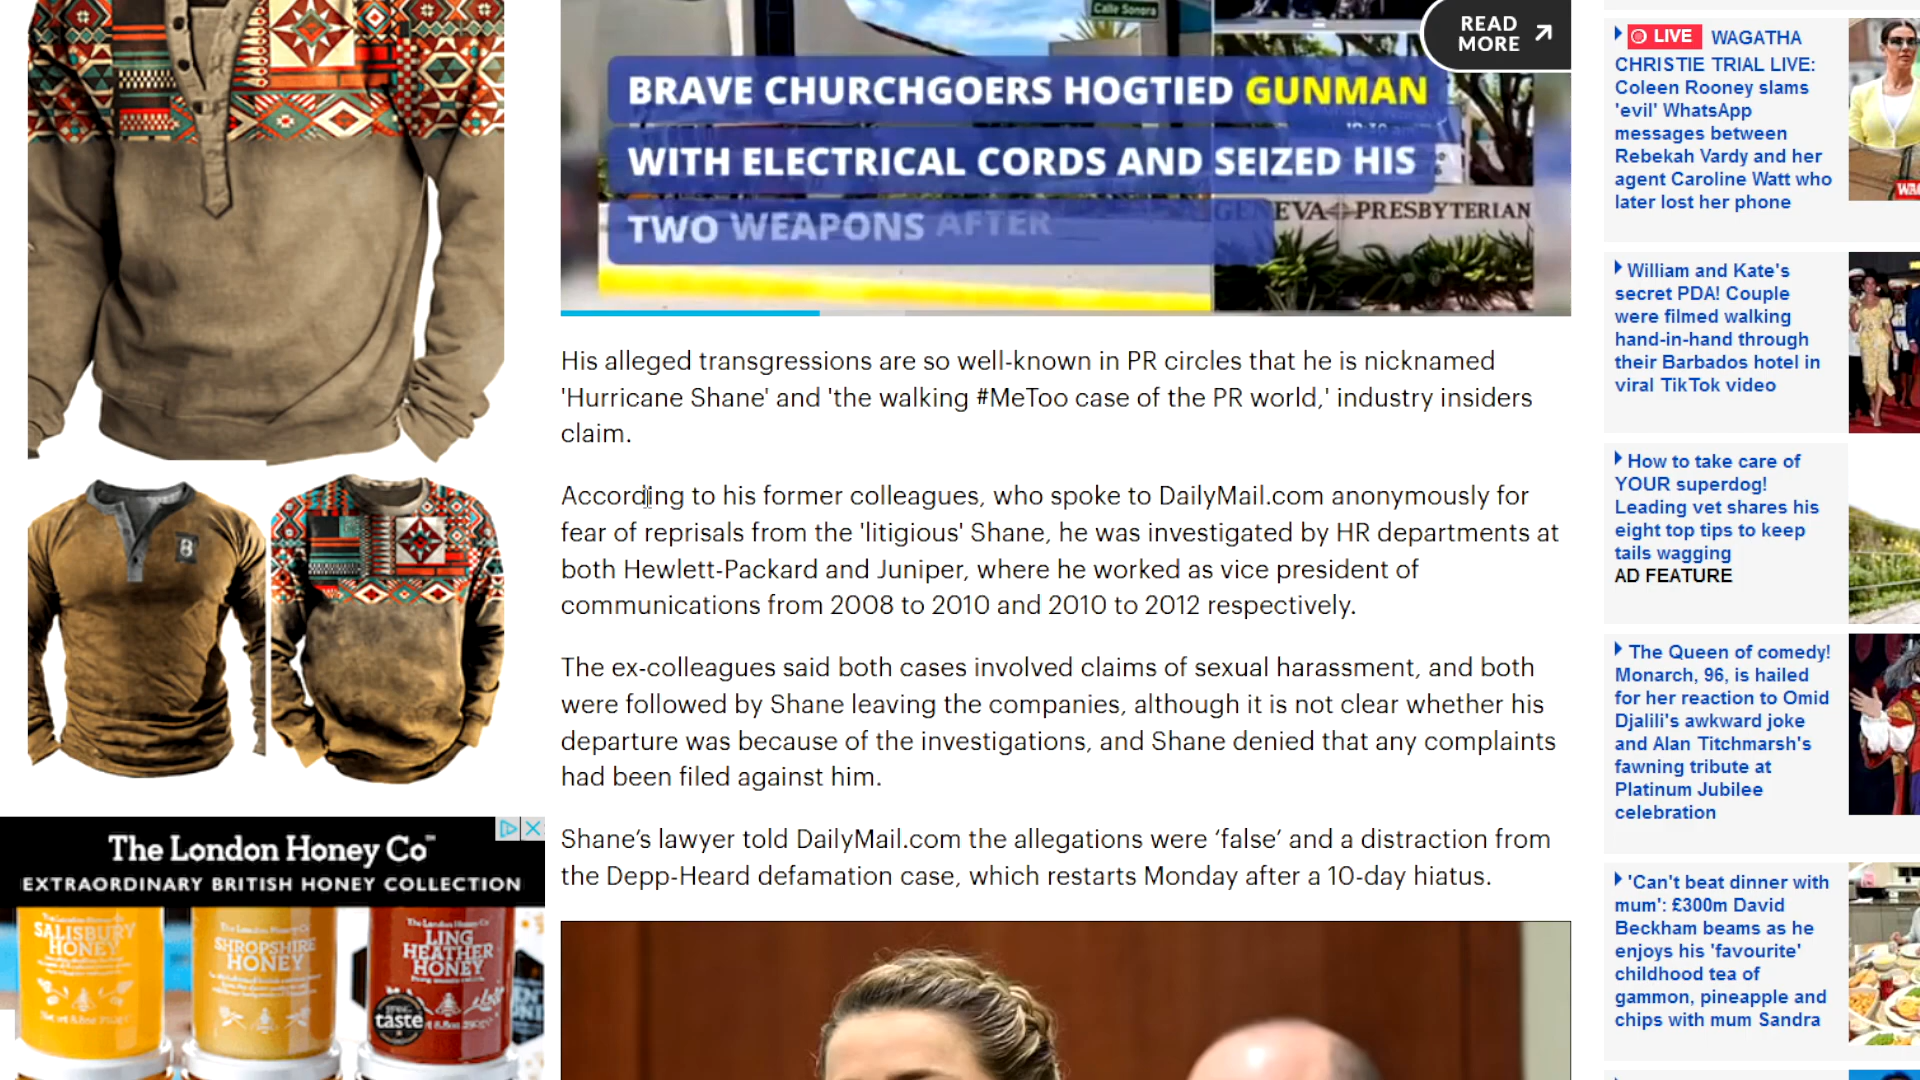 Calle Sonora
READ
MORE
BRAVE CHURCHGOERS HOGTIED GUNMAN
WITH ELECTRICAL CORDS AND SEIZED HIS
TWO WEAPONS AFTER
PRESBYTERIAN
His alleged transgressions are so well-known in PR circles that he is nicknamed
'Hurricane Shane' and 'the walking #MeToo case of the PR world,' industry insiders
claim.
According to his former colleagues, who spoke to DailyMail.com anonymously for
fear of reprisals from the 'litigious' Shane, he was investigated by HR departments at
both Hewlett-Packard and Juniper, where he worked as vice president of
communications from 2008 to 2010 and 2010 to 2012 respectively.
The ex-colleagues said both cases involved claims of sexual harassment, and both
were followed by Shane leaving the companies, although it is not clear whether his
departure was because of the investigations, and Shane denied that any complaints
had been filed against him.
Shane’s lawyer told DailyMail.com the allegations were ‘false’ and a distraction from
the Depp-Heard defamation case, which restarts Monday after a 10-day hiatus.
The London Honey Co™
EXTRAORDINARY BRITISH HONEY COLLECTION
SALISBURY
HONEY
SHROPSHIRE
HONEY
The London Honey Co
LING
HEATHER
HONEY
taste
LIVE WAGATHA
CHRISTIE TRIAL LIVE:
Coleen Rooney slams
'evil' WhatsApp
messages between
Rebekah Vardy and her
agent Caroline Watt who
later lost her phone
William and Kate's
secret PDA! Couple
were filmed walking
hand-in-hand through
their Barbados hotel in
viral TikTok video
How to take care of
YOUR superdog!
Leading vet shares his
eight top tips to keep
tails wagging
AD FEATURE
The Queen of comedy!
Monarch, 96, is hailed
for her reaction to Omid
Djalili's awkward joke
and Alan Titchmarsh's
fawning tribute at
Platinum Jubilee
celebration
'Can't beat dinner with
mum': £300m David
Beckham beams as he
enjoys his 'favourite'
childhood tea of
gammon, pineapple and
chips with mum Sandra